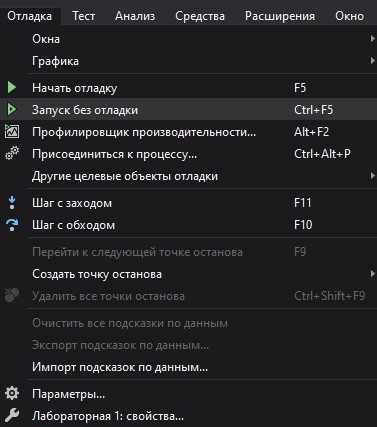 Отладка Тест Анализ Средства Расширения Окно
Окна
Графика
Начать отладку F5
Запуск без отладки Ctrl+F5
Профилировщик производительности... Alt+F2
Присоединиться к процессу... Ctrl+Alt+P
Другие целевые объекты отладки
Шаг с заходом F11
Шаг с обходом F10
Перейти к следующей точке останова F9
Создать точку останова
Удалить все точки останова Ctrl+Shift+F9
Очистить все подсказки по данным
Экспорт подсказок по данным...
Импорт подсказок по данным...
Параметры...
Лабораторная 1: свойства...